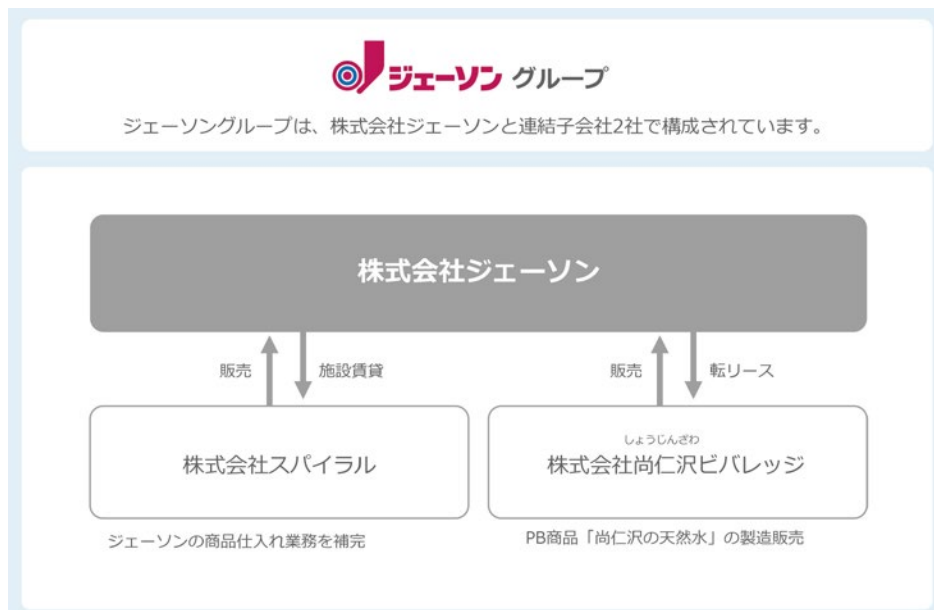 ジェーソン グループ
ジェーソングループは、株式会社ジェーソンと連結子会社2社で構成されています。
株式会社ジェーソン
販売
施設賃貸
販売
転リース
株式会社スパイラル
しょうじんざわ
株式会社尚仁沢ビバレッジ
ジェーソンの商品仕入れ業務を補完
PB商品「尚仁沢の天然水」の製造販売